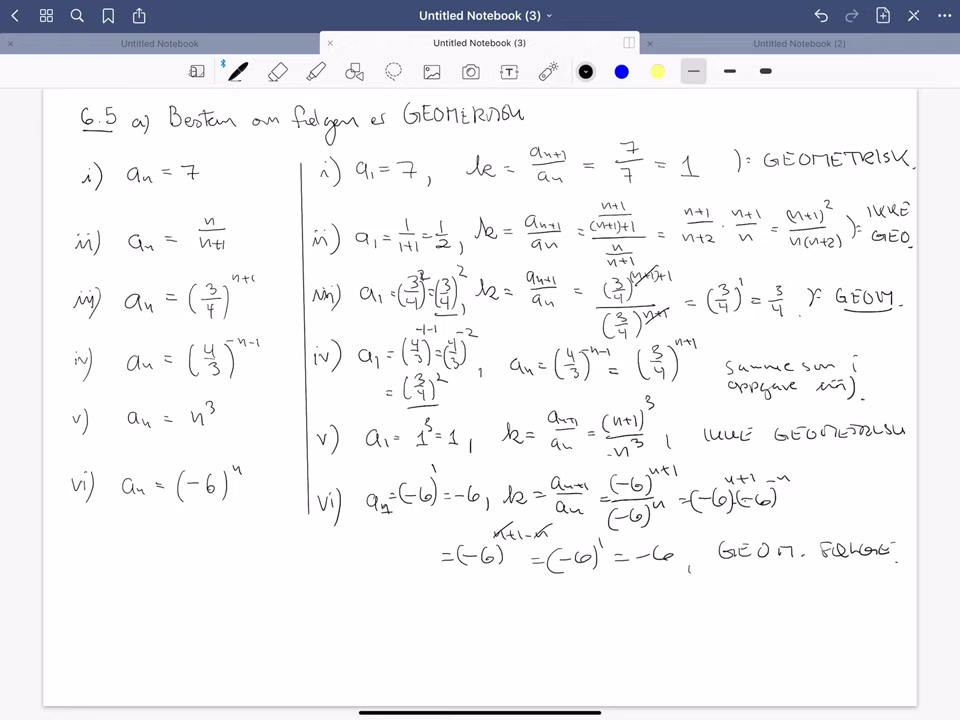 Untitled Notebook (3)
Untitled Notebook
Untitled Notebook (3)
Untitled Notebook (2)
6.5 a) Bestem om følgen er GEOMETRISK
i) aₙ = 7
ii) aₙ = n/(n+1)
iii) aₙ = (3/4)^(n+1)
iv) aₙ = (4/3)^(-n-1)
v) aₙ = n³
vi) aₙ = (-6)^n
i) a₁ = 7, k = aₙ₊₁/aₙ = 7/7 = 1 ): GEOMETRISK.
ii) a₁ = 1/(1+1) = 1/2, k = aₙ₊₁/aₙ = ((n+1)/((n+1)+1))/(n/(n+1)) = (n+1)/(n+2) · (n+1)/n = (n+1)²/(n(n+2)) ): IKKE GEO.
iii) a₁ = (3/4)² = (3/4)², k = aₙ₊₁/aₙ = (3/4)^((n+1)+1)/(3/4)^(n+1) = (3/4)¹ = 3/4 ): GEOM.
iv) a₁ = (4/3)^(-1-1) = (4/3)^(-2), aₙ = (4/3)^(-n-1) = (3/4)^(n+1) Samme som i
= (3/4)² oppgave iii).
v) a₁ = 1³ = 1, k = aₙ₊₁/aₙ = (n+1)³/n³, IKKE GEOMETRISK
vi) a₁ = (-6)¹ = -6, k = aₙ₊₁/aₙ = (-6)^(n+1)/(-6)^n = (-6)^(n+1)(-6)^(-n)
= (-6)^(n+1-n) = (-6)¹ = -6, GEOM. FØLGE.